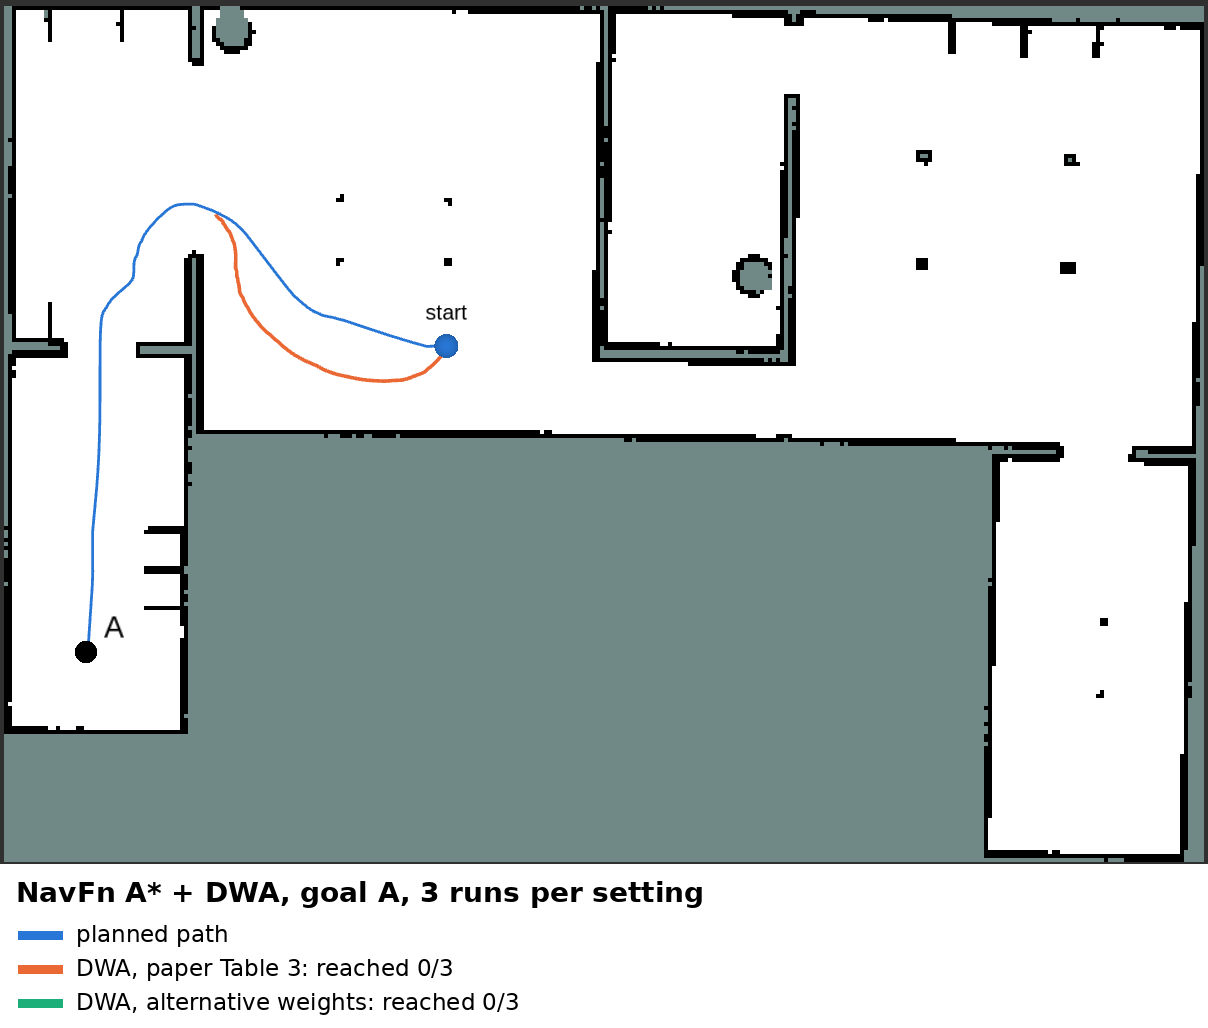 start
A
NavFn A* + DWA, goal A, 3 runs per setting
planned path
DWA, paper Table 3: reached 0/3
DWA, alternative weights: reached 0/3